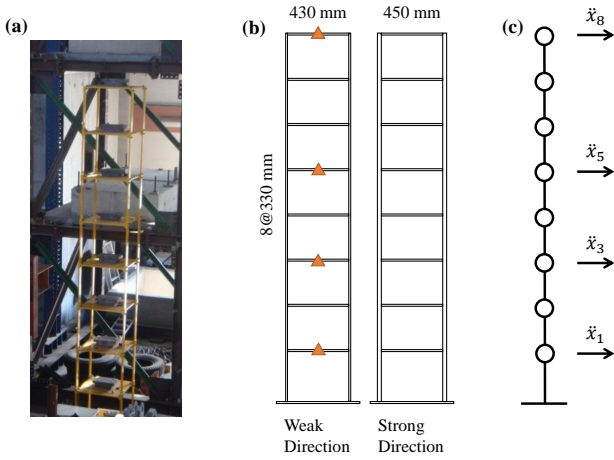 (a)
(b)
430 mm
450 mm
(c)
8@330 mm
ẍ₈
ẍ₅
ẍ₃
ẍ₁
Weak
Direction
Strong
Direction